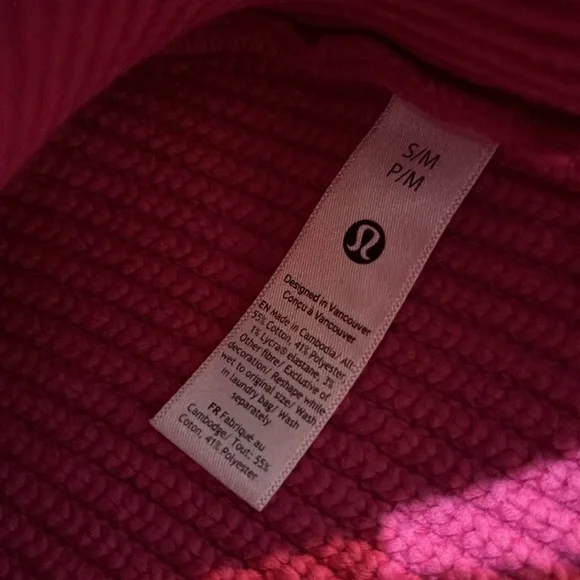 S/M
P/M
Designed in Vancouver
Conçu à Vancouver
EN Made in Cambodia/ All:
55% Cotton, 41% Polyester,
1% Lycra® elastane, 3%
Other fibre/ Exclusive of
decoration/ Reshape while
wet to original size/ Wash
in laundry bag/ Wash
separately
FR Fabriqué au
Cambodge/ Tout: 55%
Coton, 41% Polyester